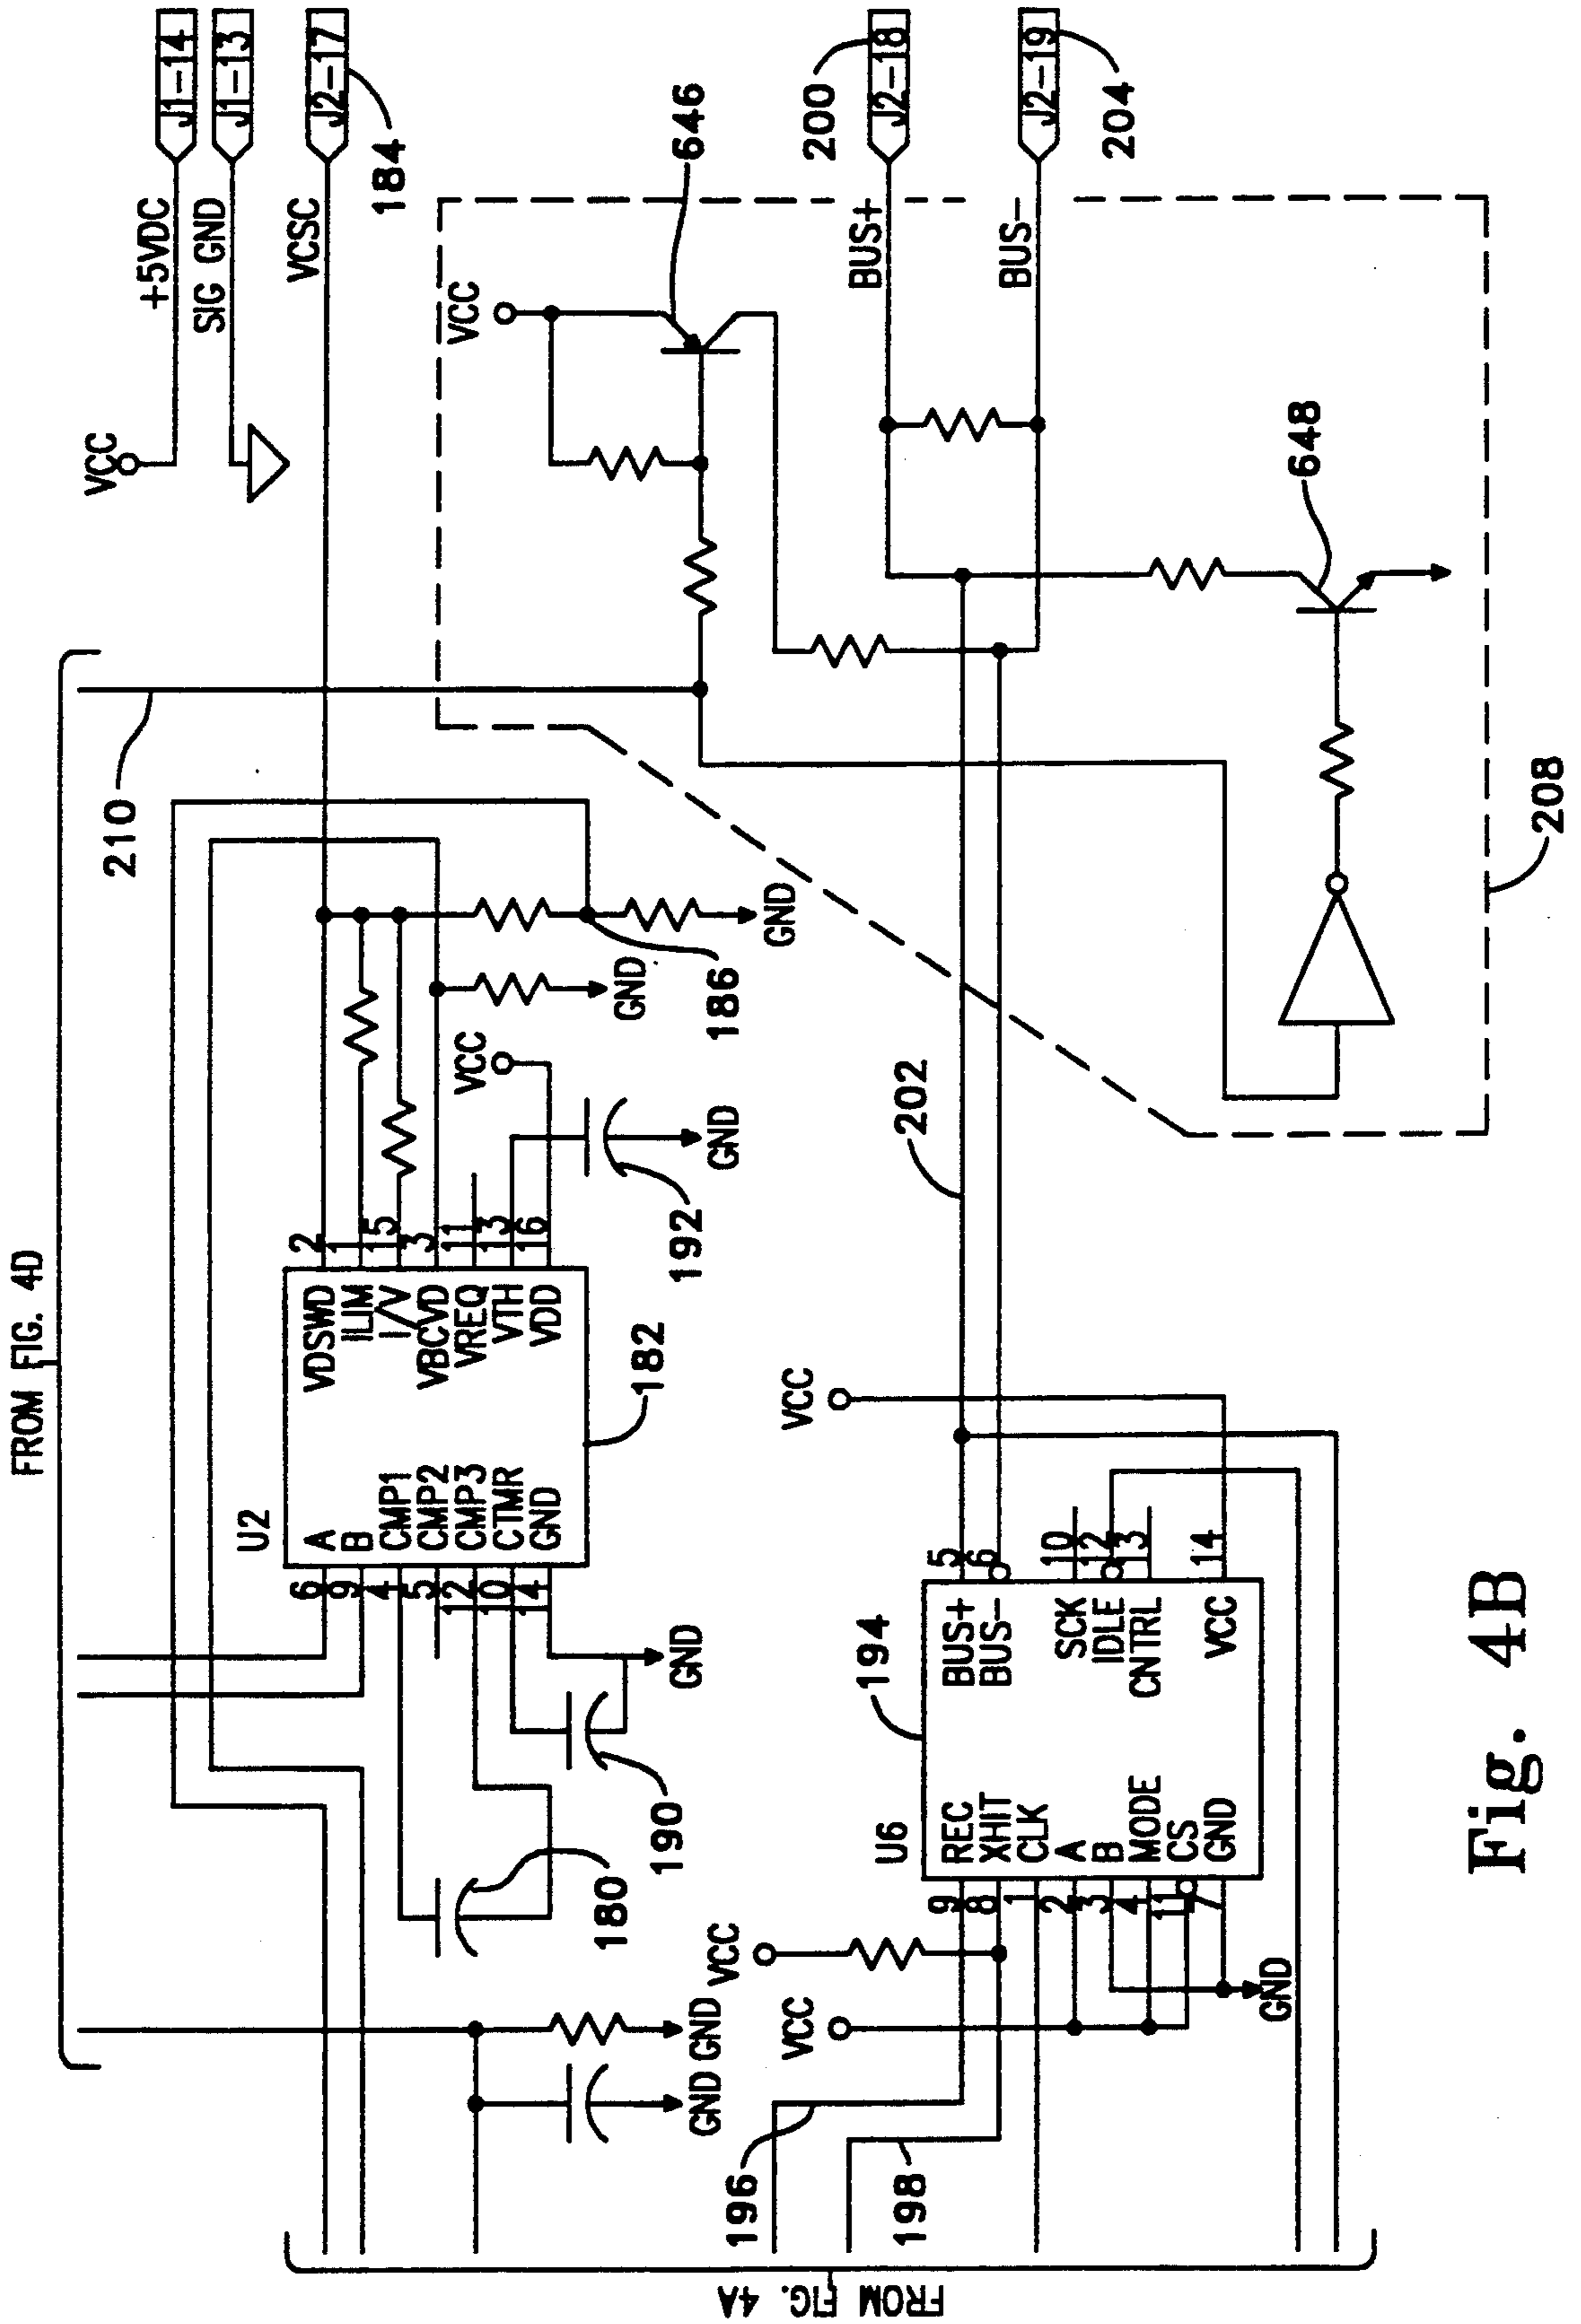 FROM FIG. 4D
+5VDC
J1-14
VCC
SIG GND
J1-13
VCSC
J2-17
184
210
U2
6 A
9 B
4 CMP1
5 CMP2
12 CMP3
10 CTMR
14 GND
VDSWD 2
ILIM 1
I/V 15
VBCVD 3
VREQ 11
VTH 13
VDD 16
182
VCC
GND
GND
186
GND
192
GND
190
180
GND
GND
VCC
646
BUS+
J2-18
200
BUS-
J2-19
204
648
208
202
VCC
VCC
VCC
U6
194
9 REC
8 XHIT
1 CLK
2 A
3 B
4 MODE
11 CS
7 GND
BUS+ 5
BUS- 6
SCK 10
IDLE 12
CNTRL 13
VCC 14
GND
196
198
FROM FIG. 4A
Fig. 4B